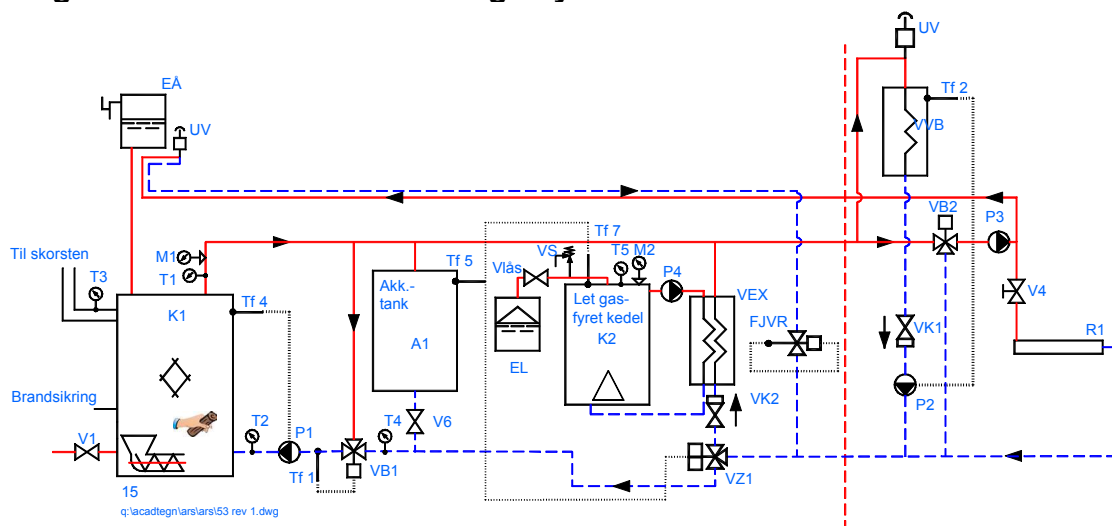 UV
EÅ
UV
Tf 2
VVB
VB2
P3
Til skorsten
M1
T3
T1
K1
Tf 4
Akk.-
tank
Tf 5
A1
Vlås
VS
Tf 7
T5 M2
P4
Let gas-
fyret kedel
K2
EL
VEX
FJVR
VK2
V4
R1
VK1
P2
Brandsikring
V1
T2
P1
Tf 1
VB1
T4
V6
VZ1
15
q:\acadtegn\ars\ars\53 rev 1.dwg